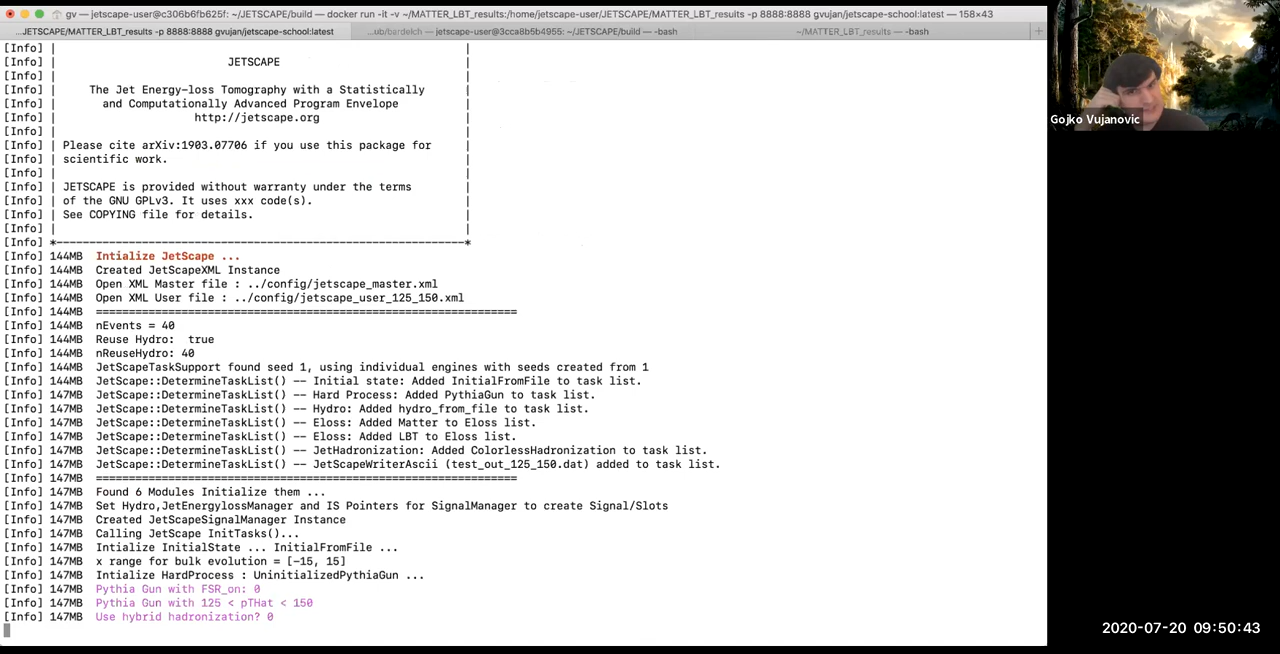 gv — jetscape-user@c306b6fb625f: ~/JETSCAPE/build — docker run -it -v ~/MATTER_LBT_results:/home/jetscape-user/JETSCAPE/MATTER_LBT_results -p 8888:8888 gvujan/jetscape-school:latest — 158×43
...JETSCAPE/MATTER_LBT_results -p 8888:8888 gvujan/jetscape-school:latest
...ub/bardelch — jetscape-user@3cca8b5b4955: ~/JETSCAPE/build — -bash
~/MATTER_LBT_results — -bash
+
[Info] |                                                               |
[Info] |                          JETSCAPE                             |
[Info] |                                                               |
[Info] |     The Jet Energy-loss Tomography with a Statistically       |
[Info] |       and Computationally Advanced Program Envelope           |
[Info] |                     http://jetscape.org                       |
[Info] |                                                               |
[Info] | Please cite arXiv:1903.07706 if you use this package for      |
[Info] | scientific work.                                              |
[Info] |                                                               |
[Info] | JETSCAPE is provided without warranty under the terms         |
[Info] | of the GNU GPLv3. It uses xxx code(s).                        |
[Info] | See COPYING file for details.                                 |
[Info] |                                                               |
[Info] *---------------------------------------------------------------*
[Info] 144MB  Intialize JetScape ...
[Info] 144MB  Created JetScapeXML Instance
[Info] 144MB  Open XML Master file : ../config/jetscape_master.xml
[Info] 144MB  Open XML User file : ../config/jetscape_user_125_150.xml
[Info] 144MB  ================================================================
[Info] 144MB  nEvents = 40
[Info] 144MB  Reuse Hydro:  true
[Info] 144MB  nReuseHydro: 40
[Info] 144MB  JetScapeTaskSupport found seed 1, using individual engines with seeds created from 1
[Info] 144MB  JetScape::DetermineTaskList() -- Initial state: Added InitialFromFile to task list.
[Info] 147MB  JetScape::DetermineTaskList() -- Hard Process: Added PythiaGun to task list.
[Info] 147MB  JetScape::DetermineTaskList() -- Hydro: Added hydro_from_file to task list.
[Info] 147MB  JetScape::DetermineTaskList() -- Eloss: Added Matter to Eloss list.
[Info] 147MB  JetScape::DetermineTaskList() -- Eloss: Added LBT to Eloss list.
[Info] 147MB  JetScape::DetermineTaskList() -- JetHadronization: Added ColorlessHadronization to task list.
[Info] 147MB  JetScape::DetermineTaskList() -- JetScapeWriterAscii (test_out_125_150.dat) added to task list.
[Info] 147MB  ================================================================
[Info] 147MB  Found 6 Modules Initialize them ...
[Info] 147MB  Set Hydro,JetEnergylossManager and IS Pointers for SignalManager to create Signal/Slots
[Info] 147MB  Created JetScapeSignalManager Instance
[Info] 147MB  Calling JetScape InitTasks()...
[Info] 147MB  Intialize InitialState ... InitialFromFile ...
[Info] 147MB  x range for bulk evolution = [-15, 15]
[Info] 147MB  Intialize HardProcess : UninitializedPythiaGun ...
[Info] 147MB  Pythia Gun with FSR_on: 0
[Info] 147MB  Pythia Gun with 125 < pTHat < 150
[Info] 147MB  Use hybrid hadronization? 0
Gojko Vujanovic
2020-07-20 09:50:43